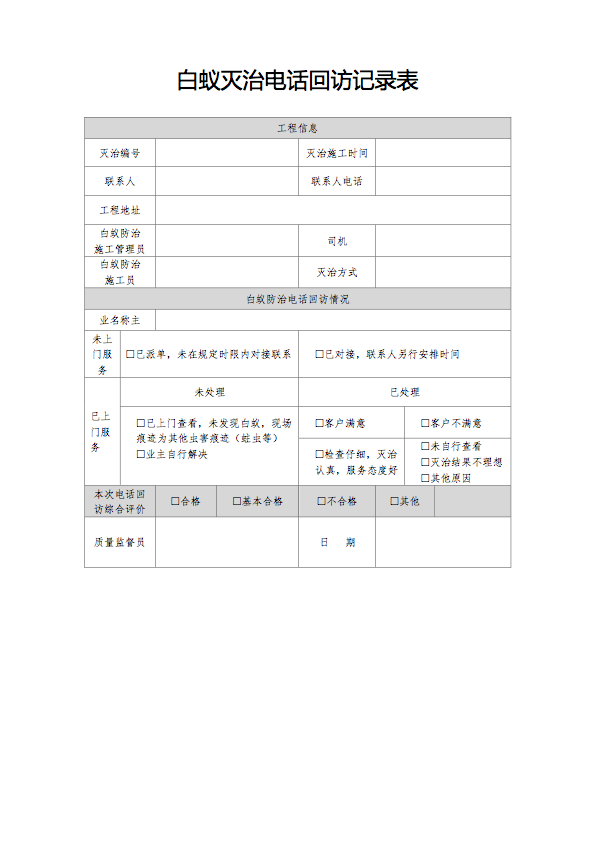 白蚁灭治电话回访记录表
工程信息
灭治编号
灭治施工时间
联系人
联系人电话
工程地址
白蚁防治
施工管理员
司机
白蚁防治
施工员
灭治方式
白蚁防治电话回访情况
业名称主
未上
门服
务
□已派单，未在规定时限内对接联系
□已对接，联系人另行安排时间
已上
门服
务
未处理
已处理
□已上门查看，未发现白蚁，现场
痕迹为其他虫害痕迹（蛀虫等）
□业主自行解决
□客户满意
□客户不满意
□检查仔细，灭治
认真，服务态度好
□未自行查看
□灭治结果不理想
□其他原因
本次电话回
访综合评价
□合格
□基本合格
□不合格
□其他
质量监督员
日 期